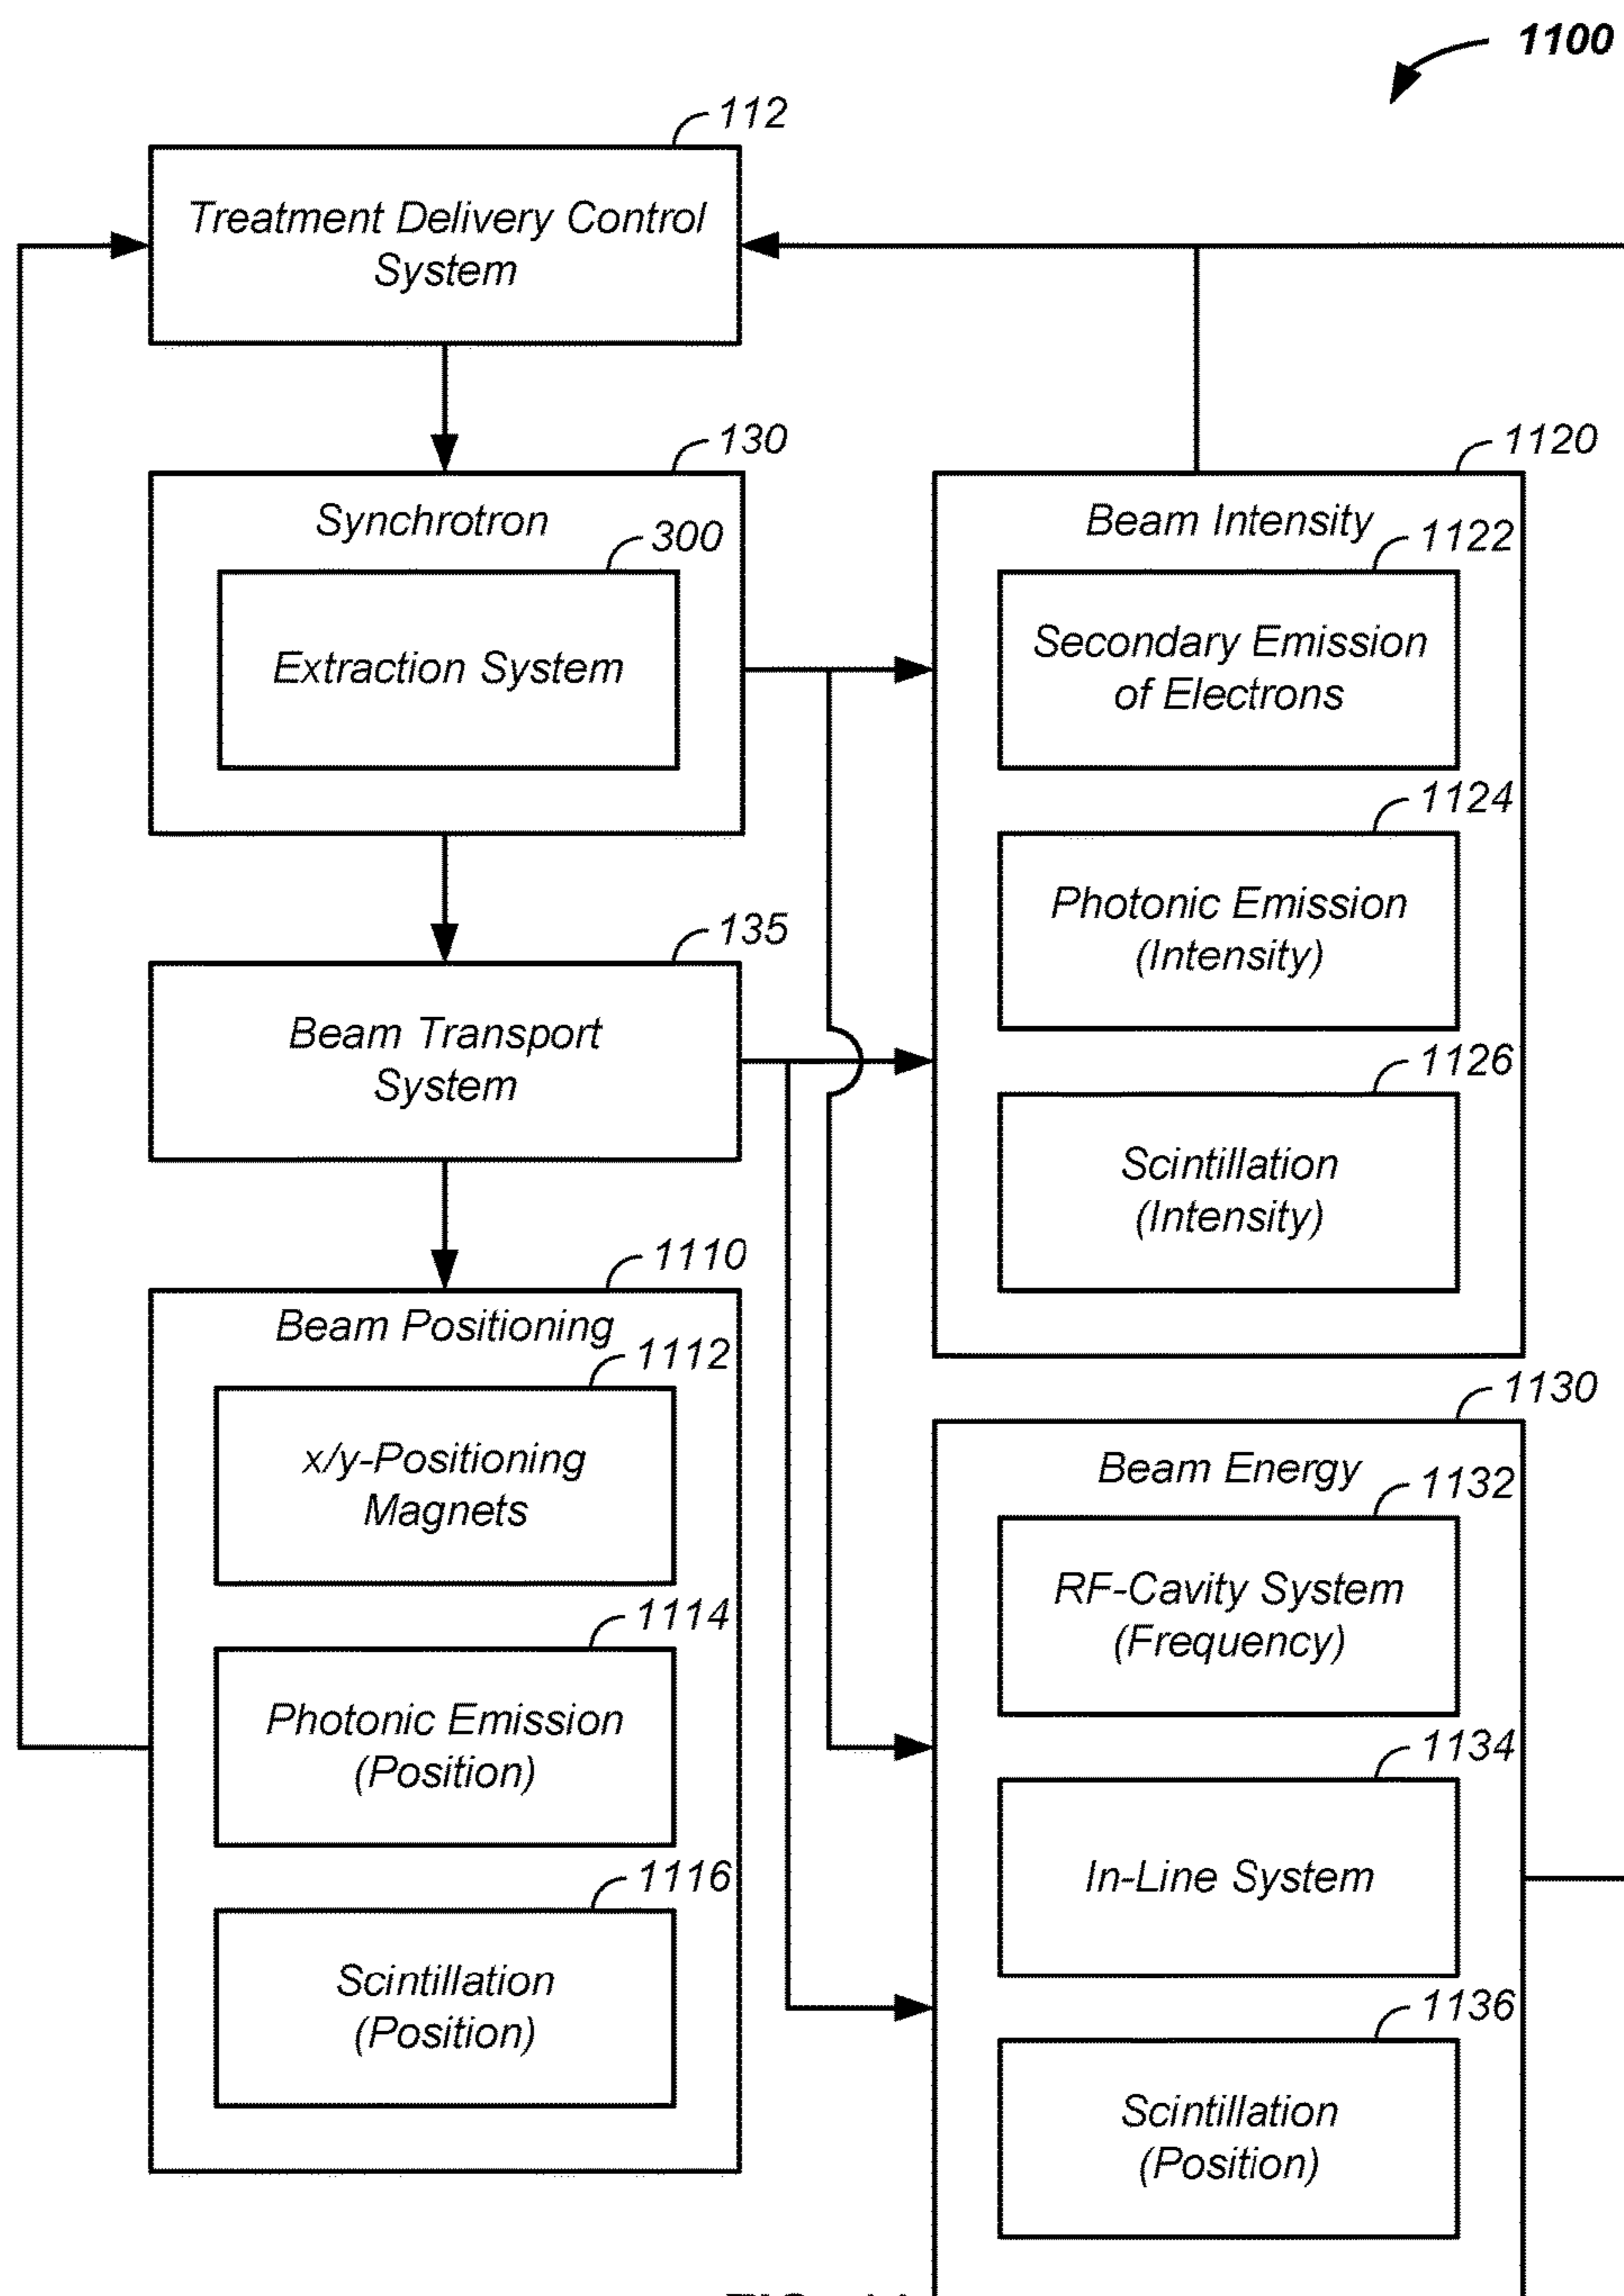 1100
112
Treatment Delivery Control
System
130
Synchrotron
300
Extraction System
135
Beam Transport
System
1110
Beam Positioning
1112
x/y-Positioning
Magnets
1114
Photonic Emission
(Position)
1116
Scintillation
(Position)
1120
Beam Intensity
1122
Secondary Emission
of Electrons
1124
Photonic Emission
(Intensity)
1126
Scintillation
(Intensity)
1130
Beam Energy
1132
RF-Cavity System
(Frequency)
1134
In-Line System
1136
Scintillation
(Position)